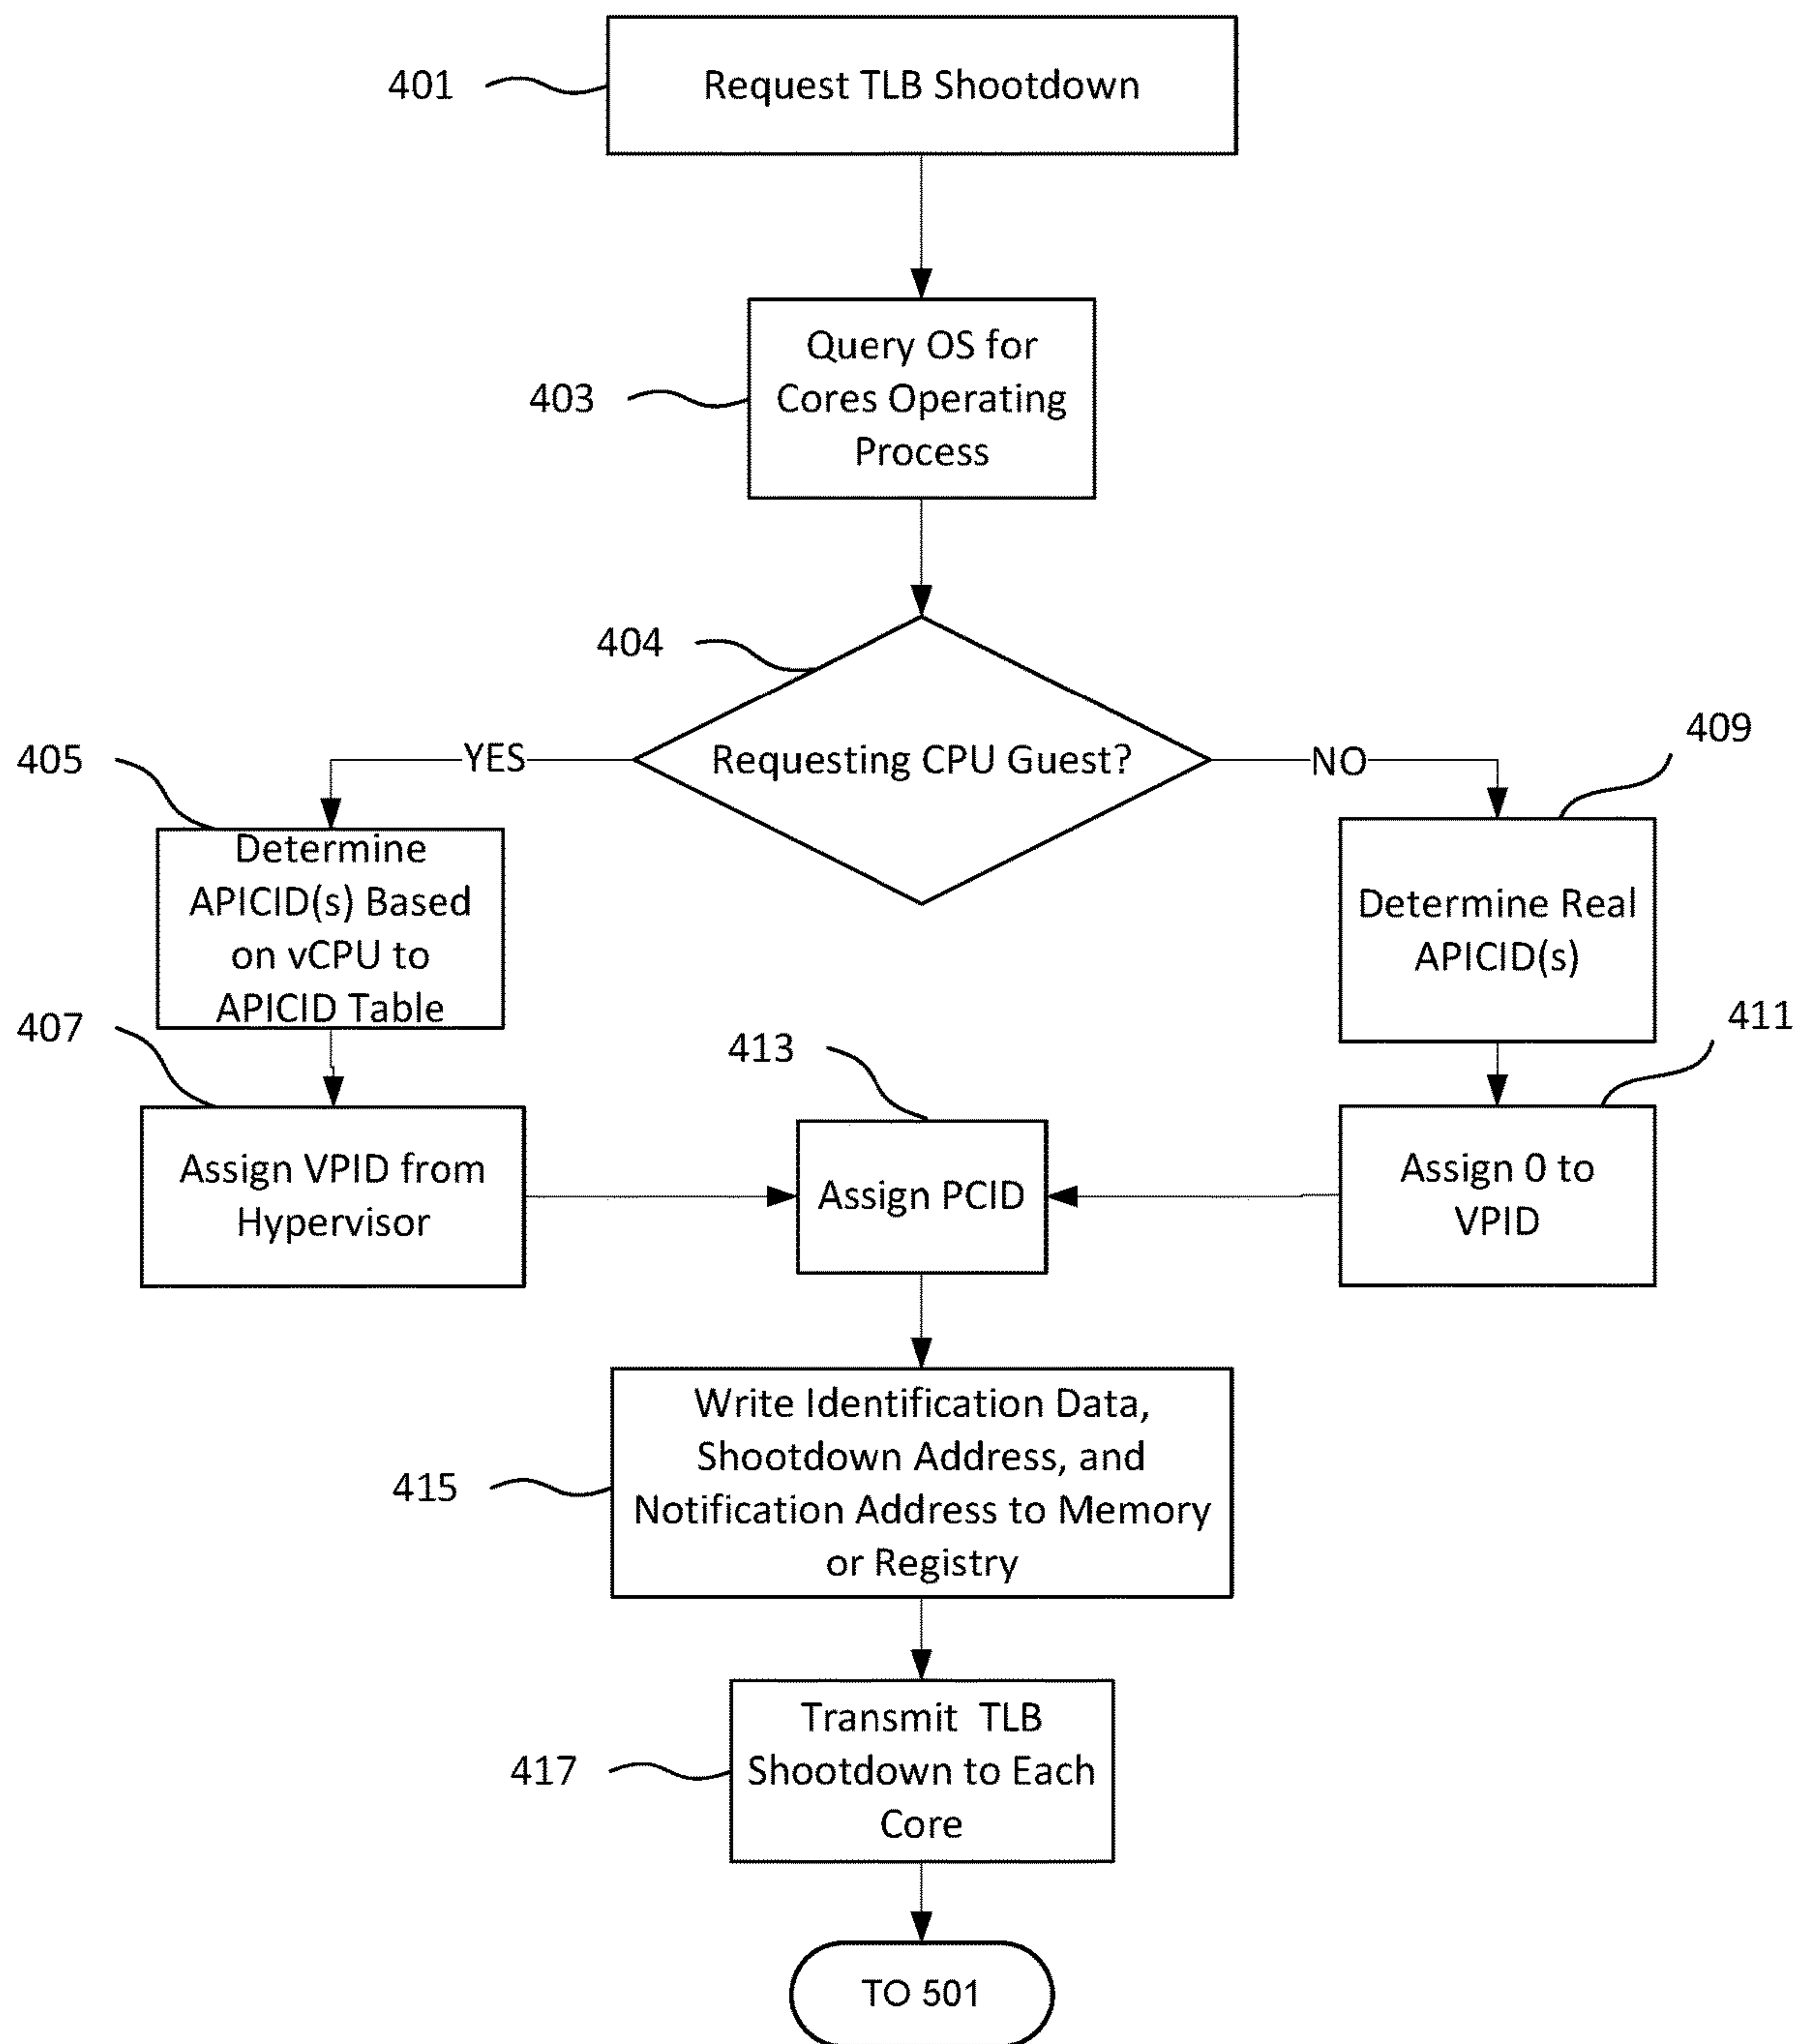 401
Request TLB Shootdown
403
Query OS for
Cores Operating
Process
404
Requesting CPU Guest?
YES
NO
405
Determine
APICID(s) Based
on vCPU to
APICID Table
409
Determine Real
APICID(s)
407
Assign VPID from
Hypervisor
413
Assign PCID
411
Assign 0 to
VPID
415
Write Identification Data,
Shootdown Address, and
Notification Address to Memory
or Registry
417
Transmit TLB
Shootdown to Each
Core
TO 501